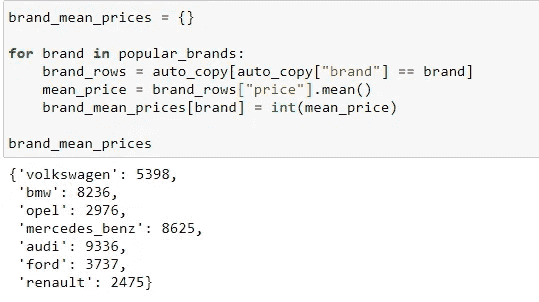 brand_mean_prices = {}

for brand in popular_brands:
    brand_rows = auto_copy[auto_copy["brand"] == brand]
    mean_price = brand_rows["price"].mean()
    brand_mean_prices[brand] = int(mean_price)

brand_mean_prices
{'volkswagen': 5398,
 'bmw': 8236,
 'opel': 2976,
 'mercedes_benz': 8625,
 'audi': 9336,
 'ford': 3737,
 'renault': 2475}